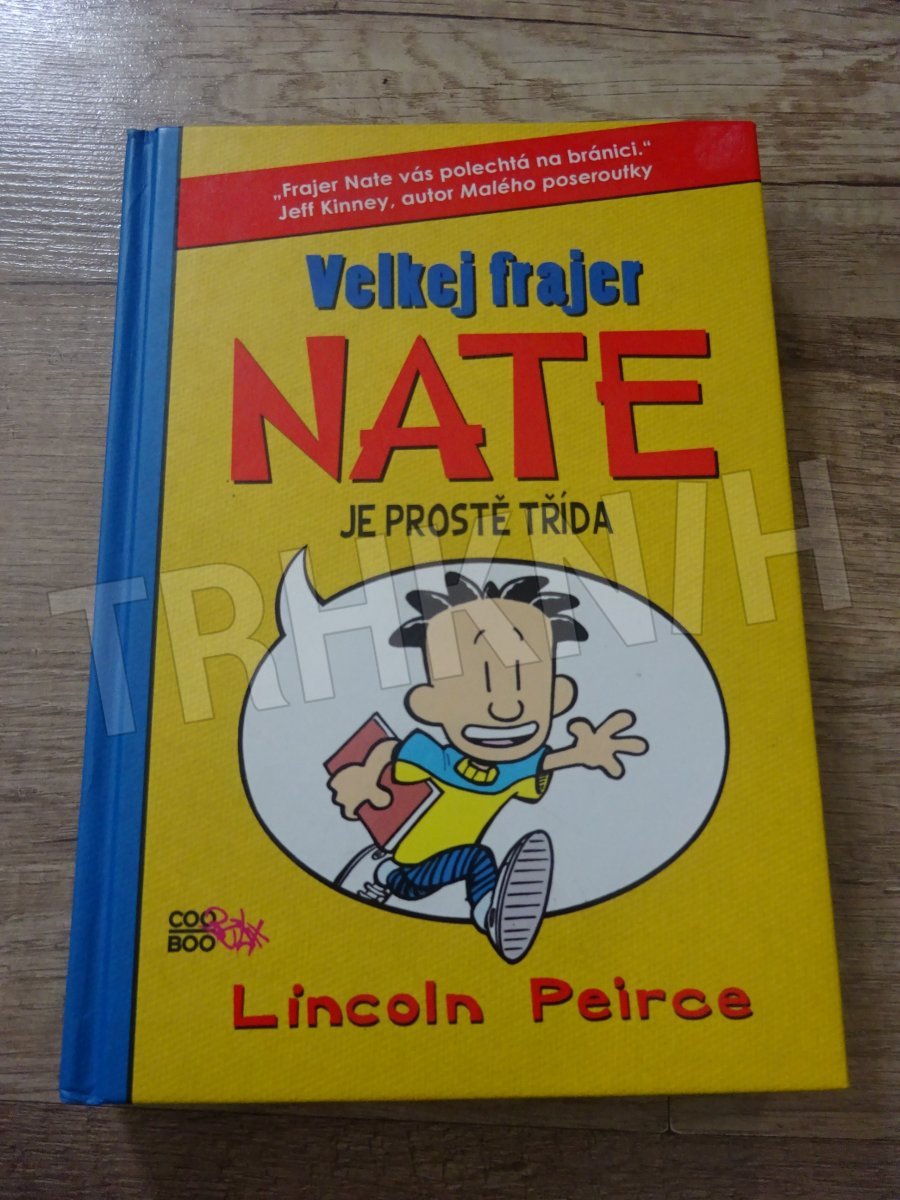 „Frajer Nate vás polechtá na bránici.“
Jeff Kinney, autor Malého poseroutky
Velkej frajer
NATE
JE PROSTĚ TŘÍDA
TRHKNIH
COO
BOO
Lincoln Peirce